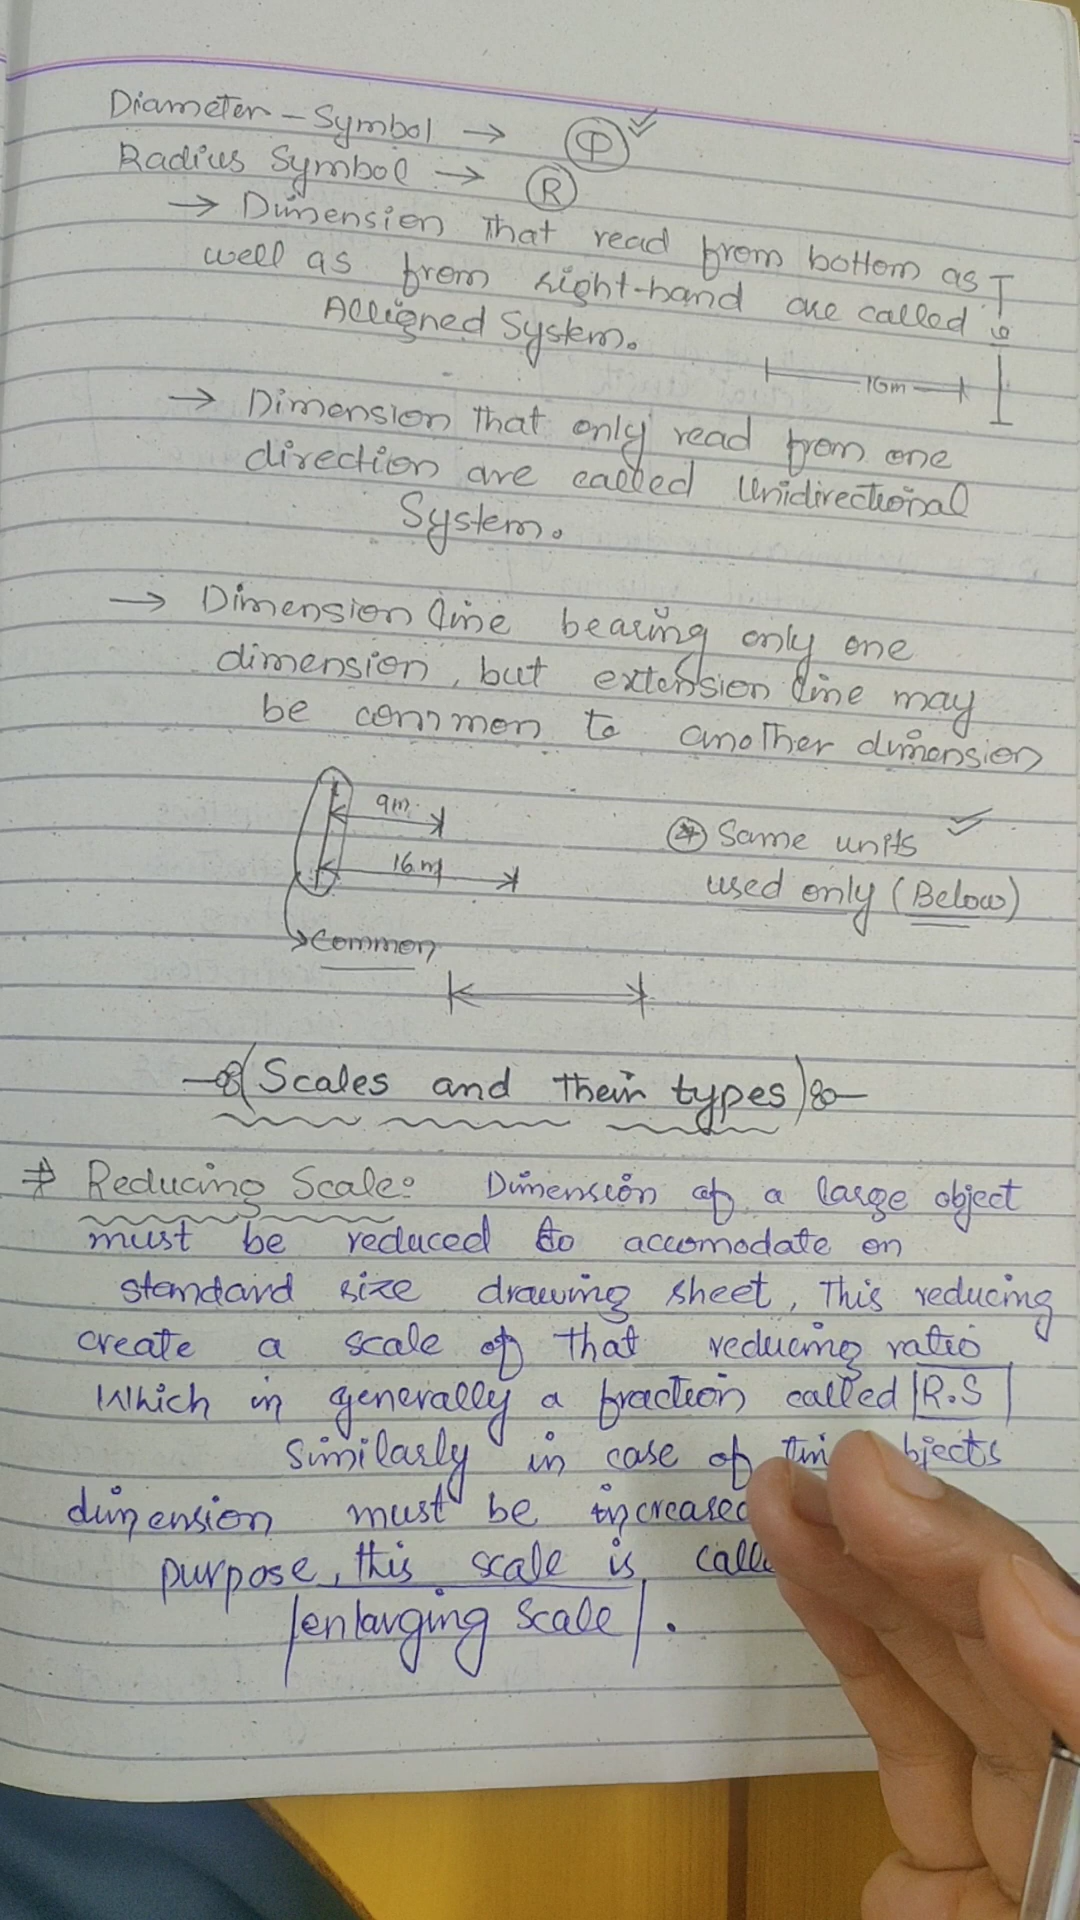 Diameter - Symbol → Φ
Radius Symbol → R
→ Dimension that read from bottom as
well as from right-hand are called
Alligned System.
16m
→ Dimension that only read from one
direction are called Unidirectional
System.
→ Dimension line bearing only one
dimension, but extension line may
be common to another dimension
9m
16m
* Same units
used only (Below)
Common
(Scales and their types)
⇒ Reducing Scale: Dimension of a large object
must be reduced to accomodate on
standard size drawing sheet, This reducing
create a scale of that reducing ratio
Which in generally a fraction called R.S
Similarly in case of
dimension must be increased
purpose, this scale is
enlarging scale.